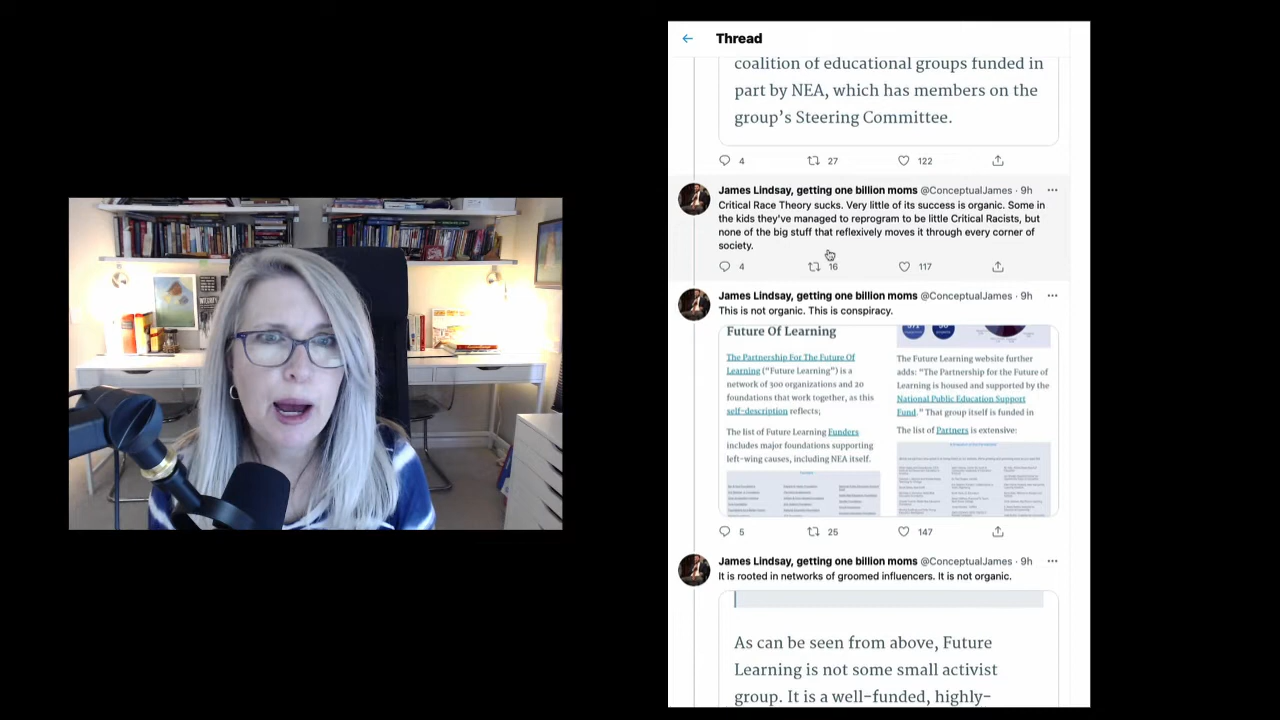 Thread
coalition of educational groups funded in
part by NEA, which has members on the
group's Steering Committee.
4 27 122
James Lindsay, getting one billion moms @ConceptualJames · 9h
Critical Race Theory sucks. Very little of its success is organic. Some in
the kids they've managed to reprogram to be little Critical Racists, but
none of the big stuff that reflexively moves it through every corner of
society.
4 16 117
James Lindsay, getting one billion moms @ConceptualJames · 9h
This is not organic. This is conspiracy.
Future Of Learning
The Partnership For The Future Of
Learning ("Future Learning") is a
network of 300 organizations and 20
foundations that work together, as this
self-description reflects;
The list of Future Learning Funders
includes major foundations supporting
left-wing causes, including NEA itself.
The Future Learning website further
adds: "The Partnership for the Future of
Learning is housed and supported by the
National Public Education Support
Fund." That group itself is funded in
The list of Partners is extensive:
5 25 147
James Lindsay, getting one billion moms @ConceptualJames · 9h
It is rooted in networks of groomed influencers. It is not organic.
As can be seen from above, Future
Learning is not some small activist
group. It is a well-funded, highly-